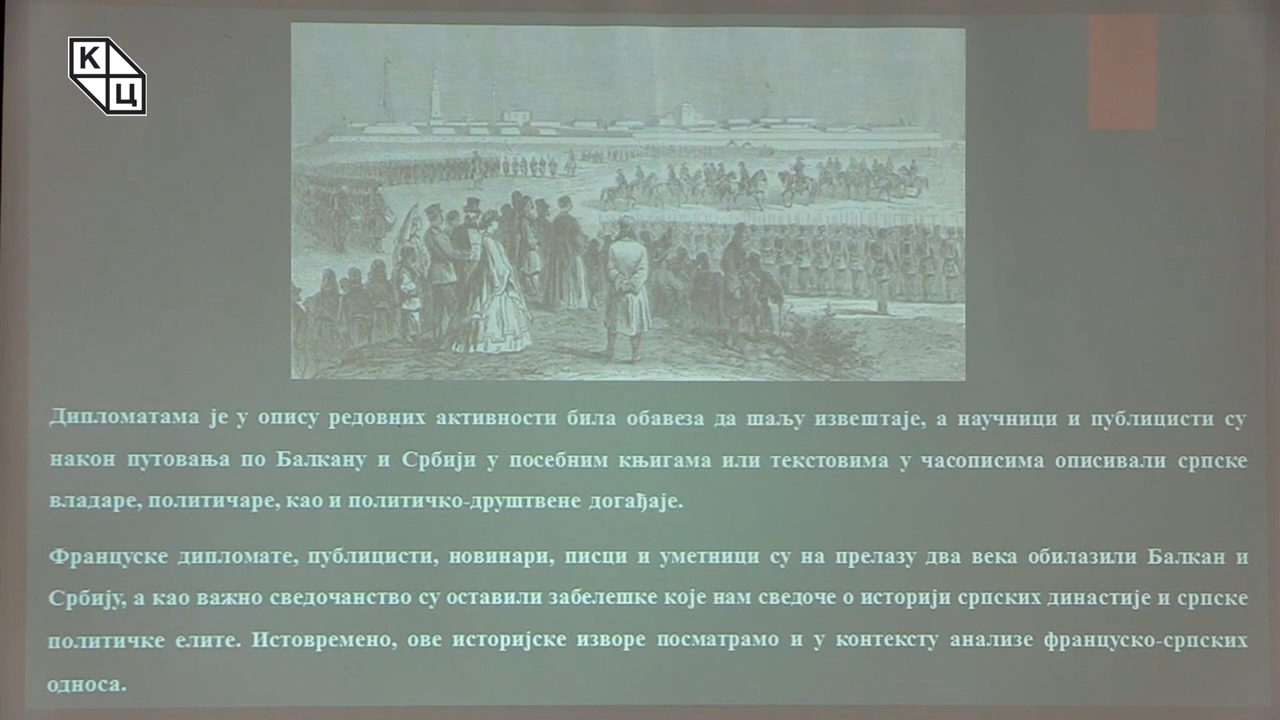 К
Ц
Дипломатама је у опису редовних активности била обавеза да шаљу извештаје, а научници и публицисти су
након путовања по Балкану и Србији у посебним књигама или текстовима у часописима описивали српске
владаре, политичаре, као и политичко-друштвене догађаје.
Француске дипломате, публицисти, новинари, писци и уметници су на прелазу два века обилазили Балкан и
Србију, а као важно сведочанство су оставили забелешке које нам сведоче о историји српских династије и српске
политичке елите. Истовремено, ове историјске изворе посматрамо и у контексту анализе француско-српских
односа.